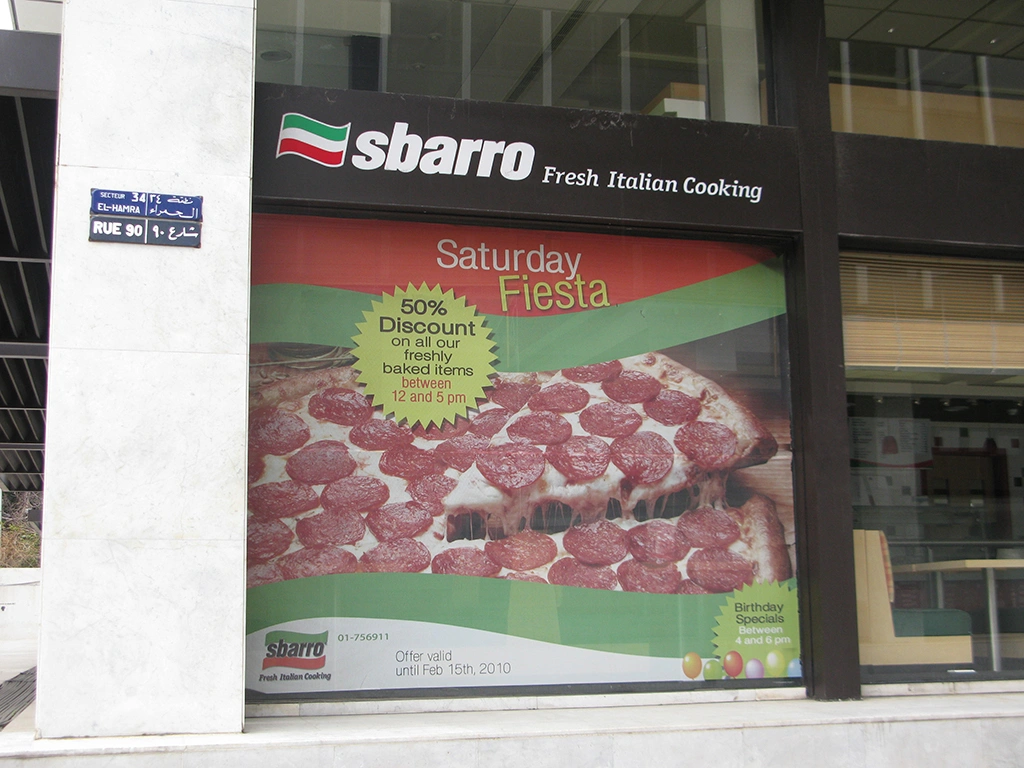 sbarro Fresh Italian Cooking
SECTEUR 34 منطقة ٣٤
EL-HAMRA الحمراء
RUE 90 شارع ٩٠
Saturday
Fiesta
50%
Discount
on all our
freshly
baked items
between
12 and 5 pm
Birthday
Specials
Between
4 and 6 pm
sbarro
Fresh Italian Cooking
01-756911
Offer valid
until Feb 15th, 2010